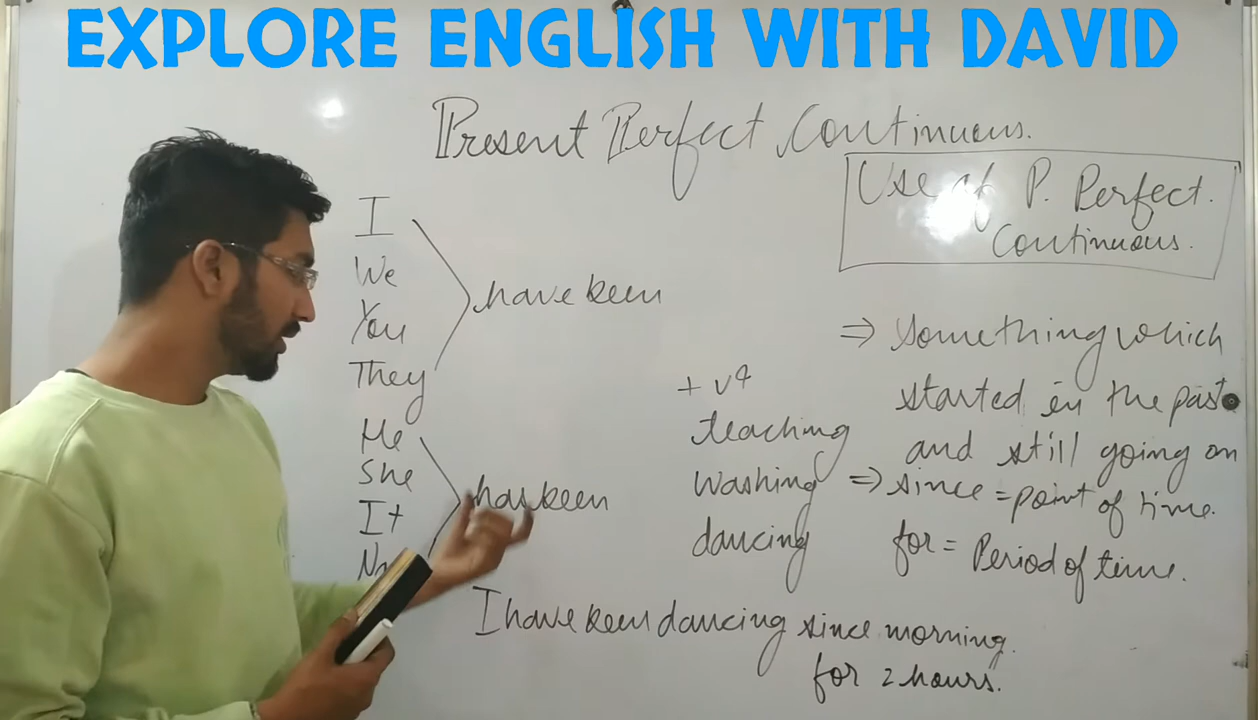 EXPLORE ENGLISH WITH DAVID
Present Perfect Continuous.
Use of P. Perfect.
Continuous.
I
We
You
They
have been
He
She
It
has been
+ v4
teaching
washing
dancing
⇒ something which
started in the past
and still going on
⇒ since = point of time.
for = Period of time.
I have been dancing since morning.
for 2 hours.